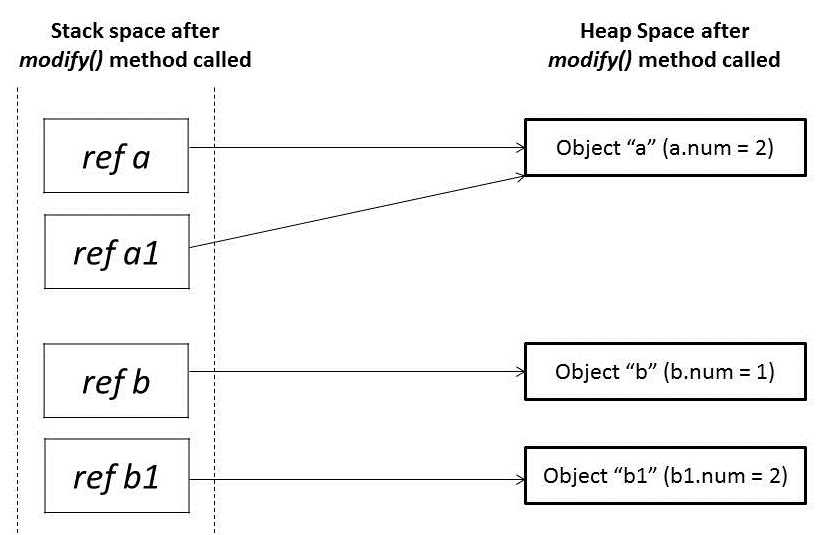 Stack space after
modify() method called
Heap Space after
modify() method called
ref a
Object “a” (a.num = 2)
ref a1
ref b
Object “b” (b.num = 1)
ref b1
Object “b1” (b1.num = 2)